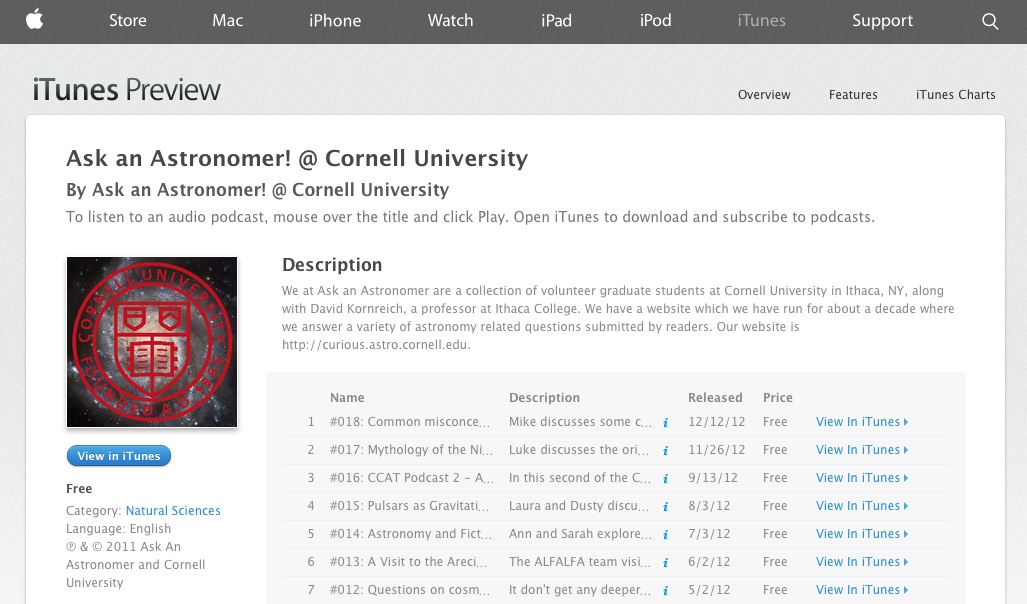 Store Mac iPhone Watch iPad iPod iTunes Support
iTunes Preview
Overview Features iTunes Charts
Ask an Astronomer! @ Cornell University
By Ask an Astronomer! @ Cornell University
To listen to an audio podcast, mouse over the title and click Play. Open iTunes to download and subscribe to podcasts.
CORNELL UNIVERSITY
FOUNDED A.D. 1865
View in iTunes
Free
Category: Natural Sciences
Language: English
℗ & © 2011 Ask An
Astronomer and Cornell
University
Description
We at Ask an Astronomer are a collection of volunteer graduate students at Cornell University in Ithaca, NY, along
with David Kornreich, a professor at Ithaca College. We have a website which we have run for about a decade where
we answer a variety of astronomy related questions submitted by readers. Our website is
http://curious.astro.cornell.edu.
Name Description Released Price
1 #018: Common misconce... Mike discusses some c... i 12/12/12 Free View In iTunes
2 #017: Mythology of the Ni... Luke discusses the ori... i 11/26/12 Free View In iTunes
3 #016: CCAT Podcast 2 - A... In this second of the C... i 9/13/12 Free View In iTunes
4 #015: Pulsars as Gravitati... Laura and Dusty discu... i 8/3/12 Free View In iTunes
5 #014: Astronomy and Fict... Ann and Sarah explore... i 7/3/12 Free View In iTunes
6 #013: A Visit to the Areci... The ALFALFA team visi... i 6/2/12 Free View In iTunes
7 #012: Questions on cosm... It don't get any deeper... i 5/2/12 Free View In iTunes